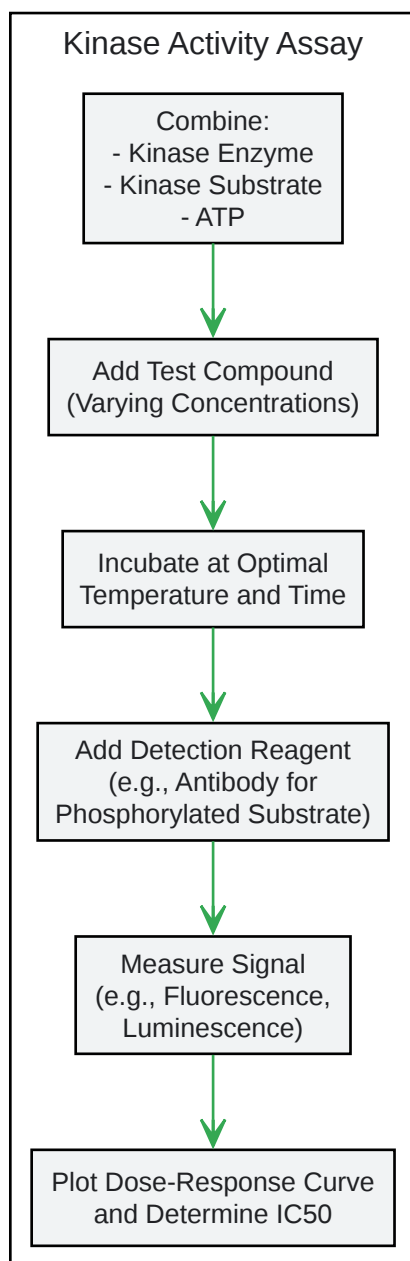 Kinase Activity Assay
Combine:
- Kinase Enzyme
- Kinase Substrate
- ATP
Add Test Compound
(Varying Concentrations)
Incubate at Optimal
Temperature and Time
Add Detection Reagent
(e.g., Antibody for
Phosphorylated Substrate)
Measure Signal
(e.g., Fluorescence,
Luminescence)
Plot Dose-Response Curve
and Determine IC50